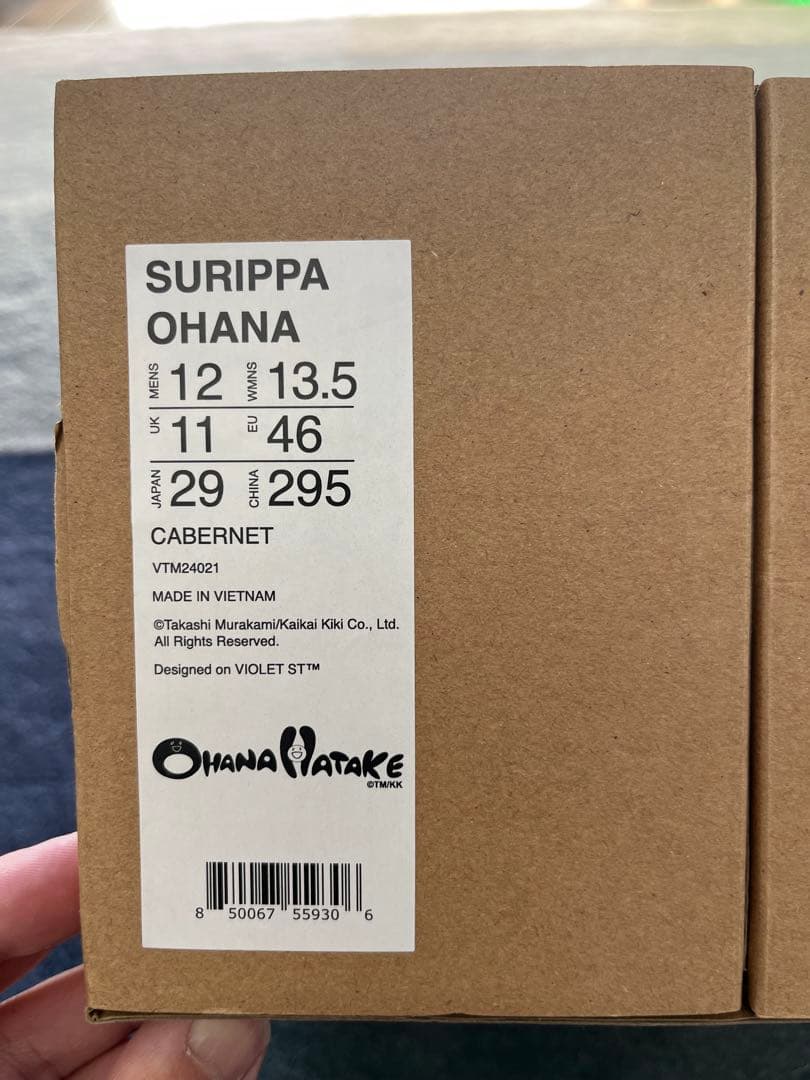 SURIPPA
OHANA
MENS 12 WMNS 13.5
UK 11 EU 46
JAPAN 29 CHINA 295
CABERNET
VTM24021
MADE IN VIETNAM
©Takashi Murakami/Kaikai Kiki Co., Ltd.
All Rights Reserved.
Designed on VIOLET ST™
OHANA HATAKE
©TM/KK
8 50067 55930 6